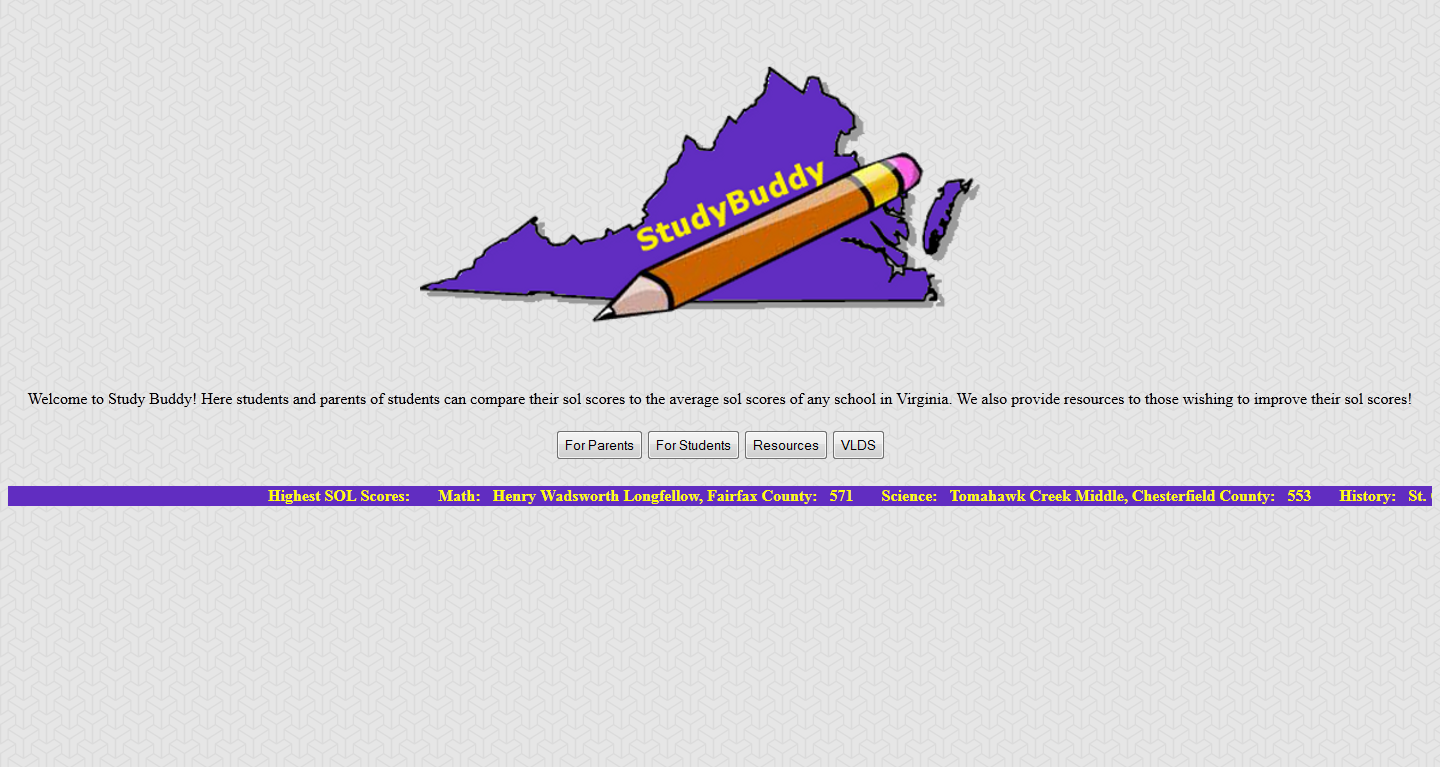 StudyBuddy
Welcome to Study Buddy! Here students and parents of students can compare their sol scores to the average sol scores of any school in Virginia. We also provide resources to those wishing to improve their sol scores!
For Parents For Students Resources VLDS
Highest SOL Scores: Math: Henry Wadsworth Longfellow, Fairfax County: 571 Science: Tomahawk Creek Middle, Chesterfield County: 553 History: St.